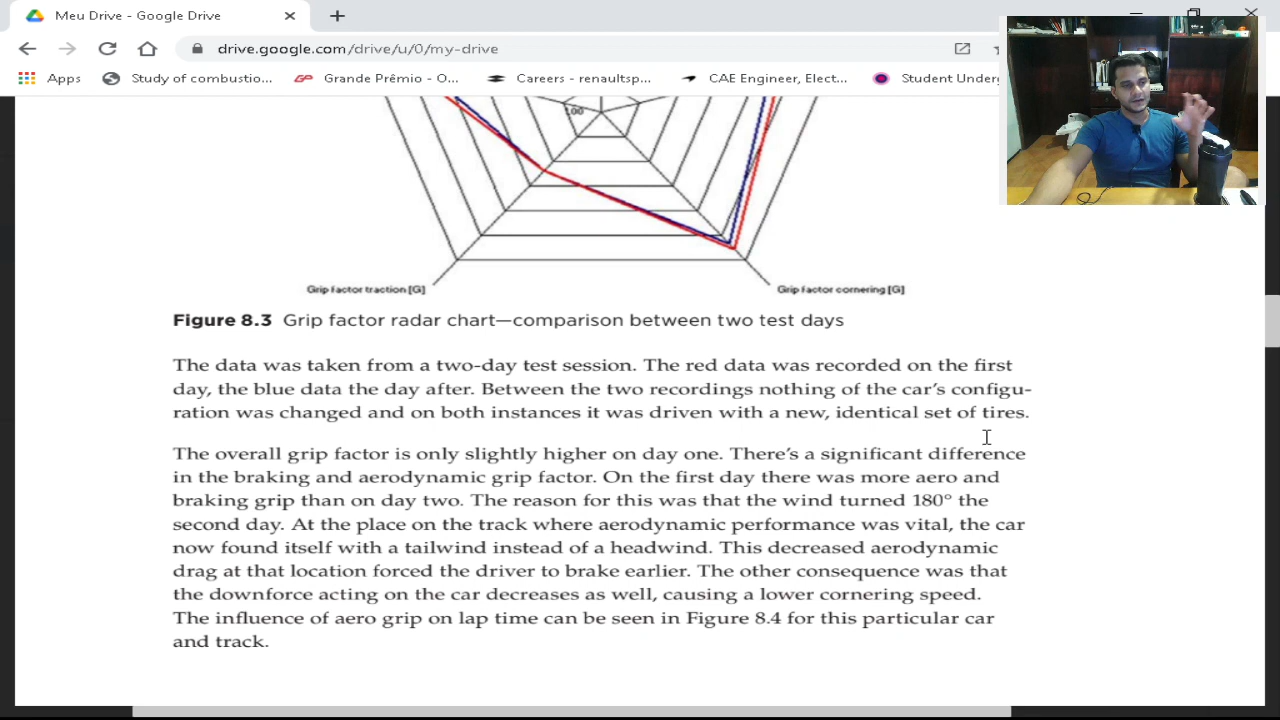 Meu Drive - Google Drive
drive.google.com/drive/u/0/my-drive
Apps Study of combustio... Grande Prêmio - O... Careers - renaultsp... CAE Engineer, Elect... Student Underg
100
Grip factor traction [G] Grip factor cornering [G]
Figure 8.3 Grip factor radar chart—comparison between two test days
The data was taken from a two-day test session. The red data was recorded on the first
day, the blue data the day after. Between the two recordings nothing of the car's configu-
ration was changed and on both instances it was driven with a new, identical set of tires.
The overall grip factor is only slightly higher on day one. There's a significant difference
in the braking and aerodynamic grip factor. On the first day there was more aero and
braking grip than on day two. The reason for this was that the wind turned 180° the
second day. At the place on the track where aerodynamic performance was vital, the car
now found itself with a tailwind instead of a headwind. This decreased aerodynamic
drag at that location forced the driver to brake earlier. The other consequence was that
the downforce acting on the car decreases as well, causing a lower cornering speed.
The influence of aero grip on lap time can be seen in Figure 8.4 for this particular car
and track.